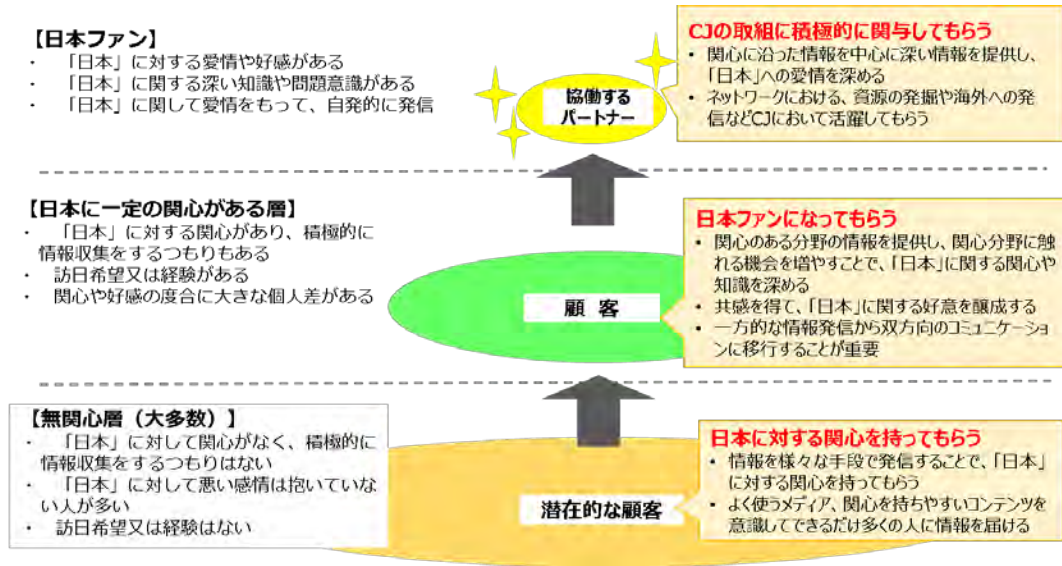 【日本ファン】
・ 「日本」に対する愛情や好感がある
・ 「日本」に関する深い知識や問題意識がある
・ 「日本」に関して愛情をもって、自発的に発信
協働する
パートナー
CJの取組に積極的に関与してもらう
• 関心に沿った情報を中心に深い情報を提供し、
「日本」への愛情を深める
• ネットワークにおける、資源の発掘や海外への発
信などCJにおいて活躍してもらう
【日本に一定の関心がある層】
・ 「日本」に対する関心があり、積極的に
情報収集をするつもりもある
・ 訪日希望又は経験がある
・ 関心や好感の度合に大きな個人差がある
顧 客
日本ファンになってもらう
• 関心のある分野の情報を提供し、関心分野に触
れる機会を増やすことで、「日本」に関する関心や
知識を深める
• 共感を得て、「日本」に関する好意を醸成する
• 一方的な情報発信から双方向のコミュニケーショ
ンに移行することが重要
【無関心層（大多数）】
・ 「日本」に対して関心がなく、積極的に
情報収集をするつもりはない
・ 「日本」に対して悪い感情は抱いていな
い人が多い
・ 訪日希望又は経験はない
潜在的な顧客
日本に対する関心を持ってもらう
• 情報を様々な手段で発信することで、「日本」
に対する関心を持ってもらう
• よく使うメディア、関心を持ちやすいコンテンツを
意識してできるだけ多くの人に情報を届ける